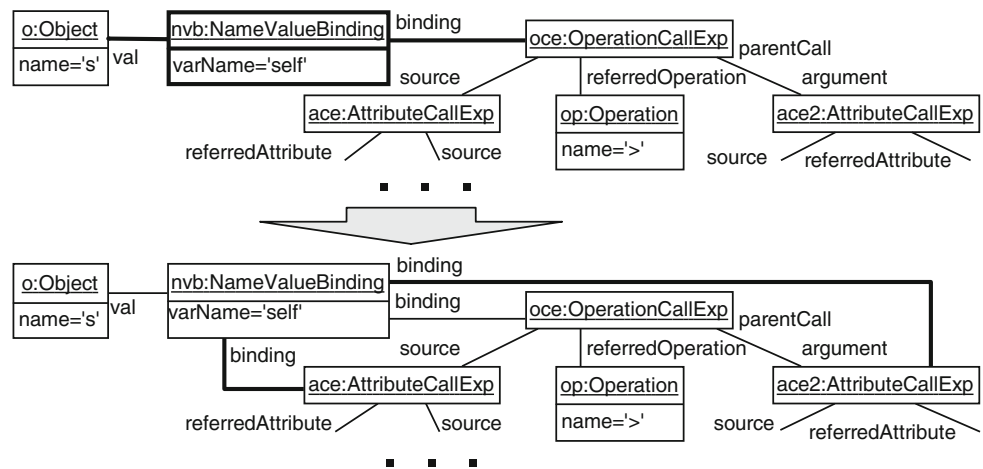 o:Object
name='s'
val
nvb:NameValueBinding
varName='self'
binding
oce:OperationCallExp
parentCall
source
referredOperation
argument
ace:AttributeCallExp
op:Operation
name='>'
ace2:AttributeCallExp
referredAttribute
source
source
referredAttribute
binding
o:Object
name='s'
val
nvb:NameValueBinding
varName='self'
binding
oce:OperationCallExp
parentCall
binding
source
referredOperation
argument
ace:AttributeCallExp
op:Operation
name='>'
ace2:AttributeCallExp
referredAttribute
source
source
referredAttribute